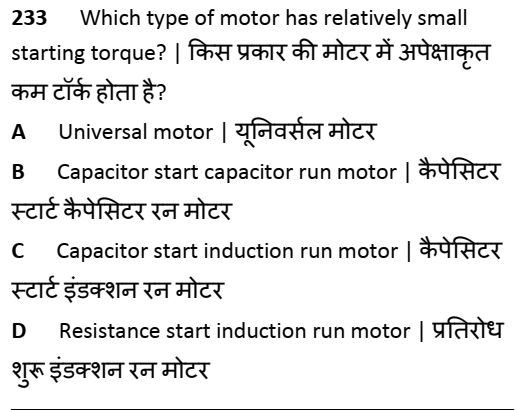 233 Which type of motor has relatively small
starting torque? | किस प्रकार की मोटर में अपेक्षाकृत
कम टॉर्क होता है?
A Universal motor | यूनिवर्सल मोटर
B Capacitor start capacitor run motor | कैपेसिटर
स्टार्ट कैपेसिटर रन मोटर
C Capacitor start induction run motor | कैपेसिटर
स्टार्ट इंडक्शन रन मोटर
D Resistance start induction run motor | प्रतिरोध
शुरू इंडक्शन रन मोटर